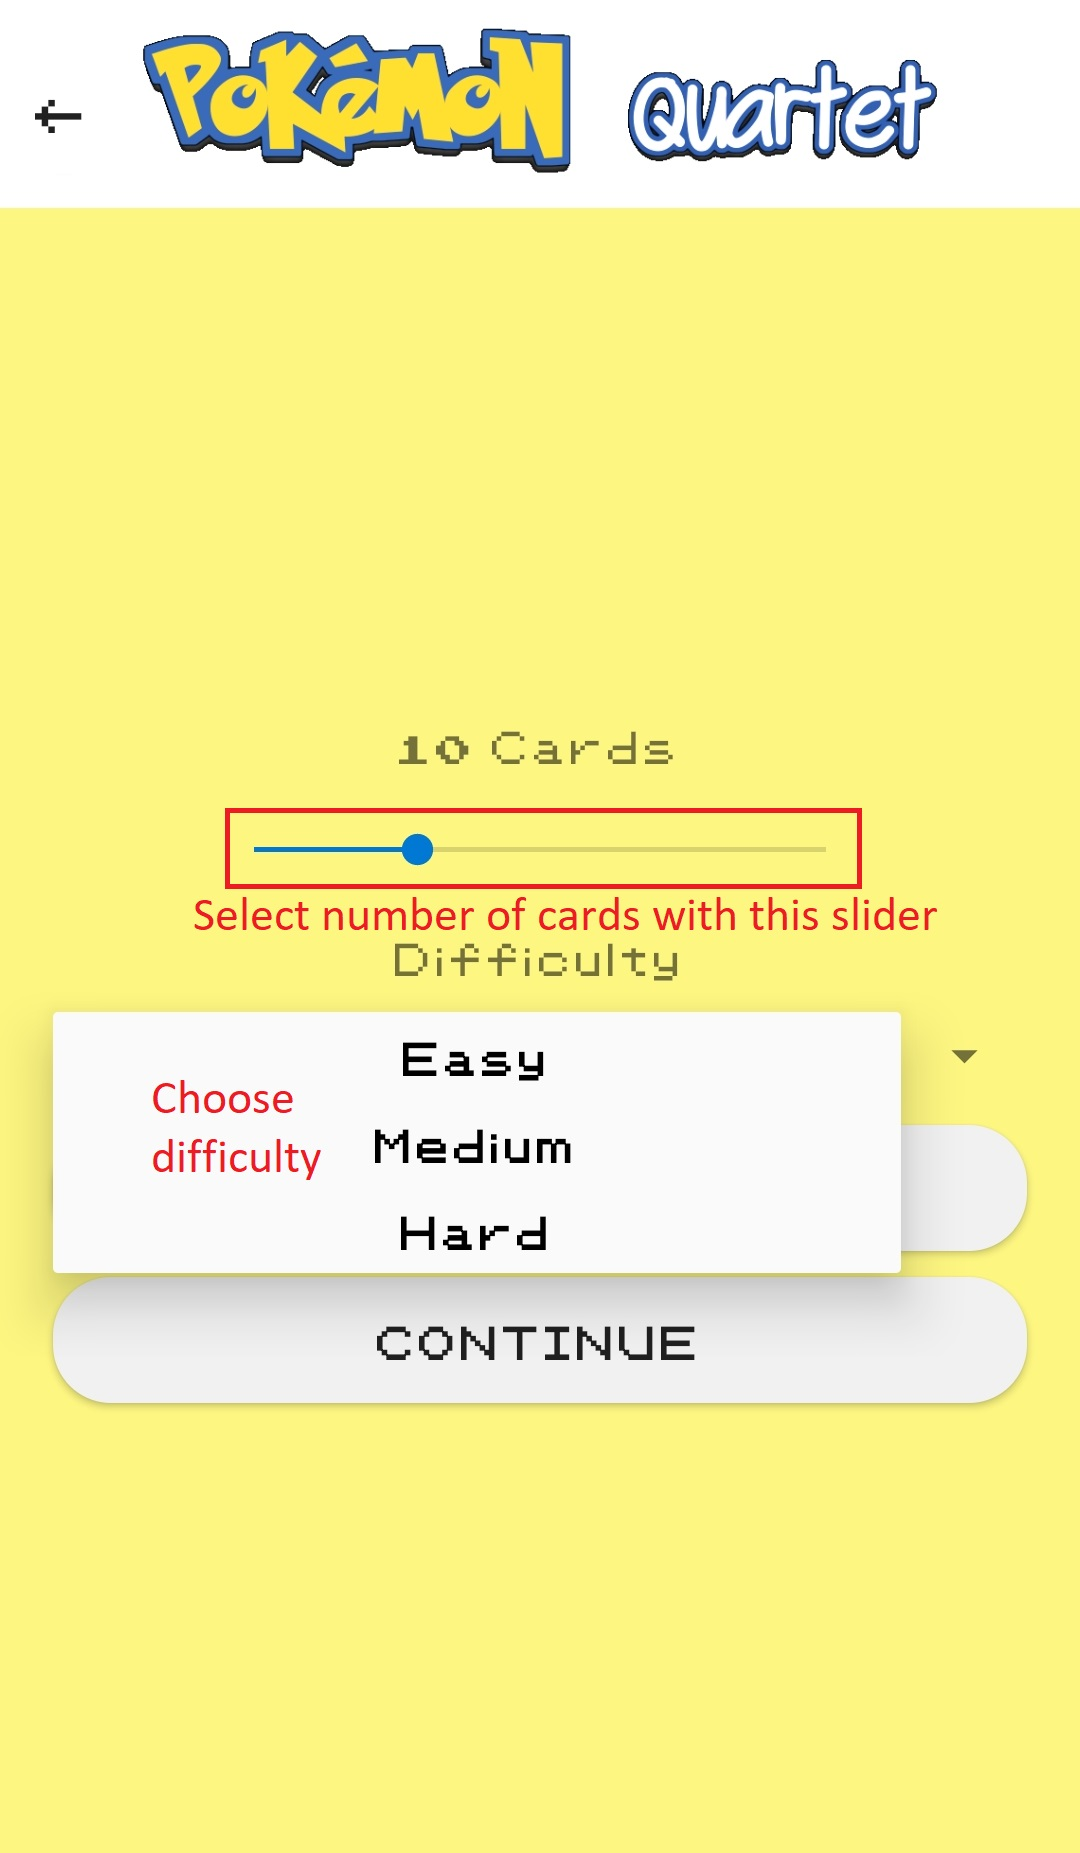 POKéMON Quartet
10 Cards
Select number of cards with this slider
Difficulty
Easy
Choose
difficulty
Medium
Hard
CONTINUE